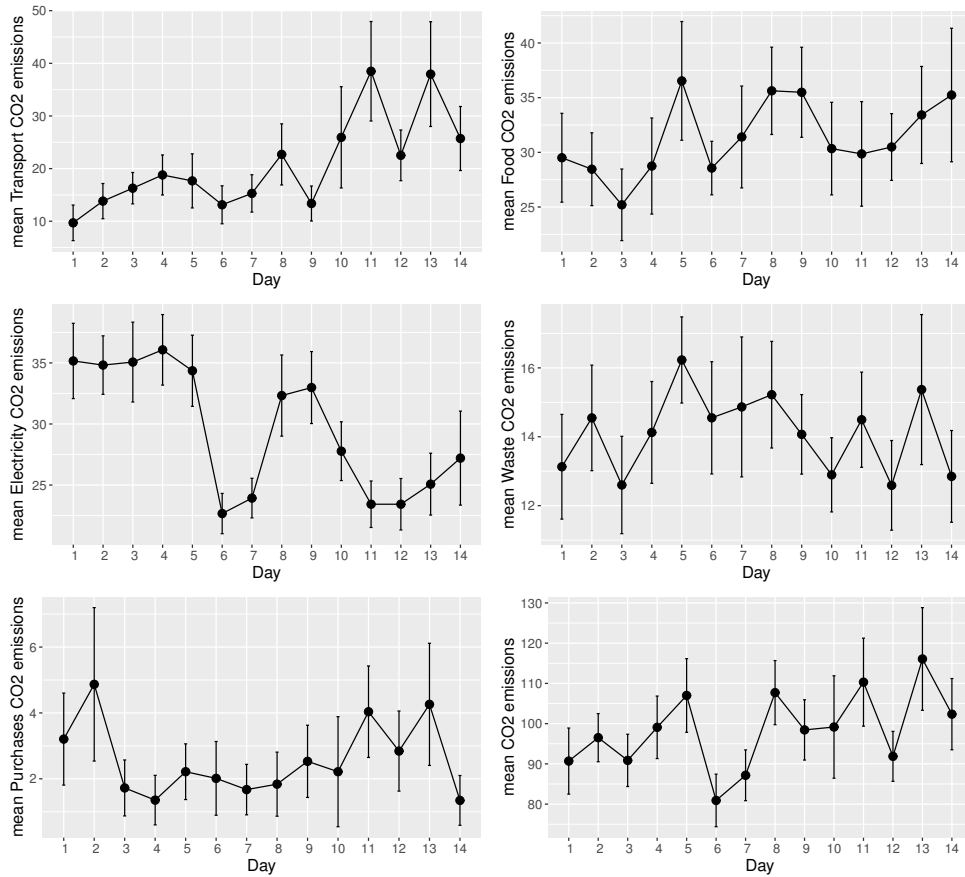 mean Transport CO2 emissions
50
40
30
20
10
1 2 3 4 5 6 7 8 9 10 11 12 13 14
Day
mean Food CO2 emissions
40
35
30
25
1 2 3 4 5 6 7 8 9 10 11 12 13 14
Day
mean Electricity CO2 emissions
35
30
25
1 2 3 4 5 6 7 8 9 10 11 12 13 14
Day
mean Waste CO2 emissions
16
14
12
1 2 3 4 5 6 7 8 9 10 11 12 13 14
Day
mean Purchases CO2 emissions
6
4
2
1 2 3 4 5 6 7 8 9 10 11 12 13 14
Day
mean CO2 emissions
130
120
110
100
90
80
1 2 3 4 5 6 7 8 9 10 11 12 13 14
Day